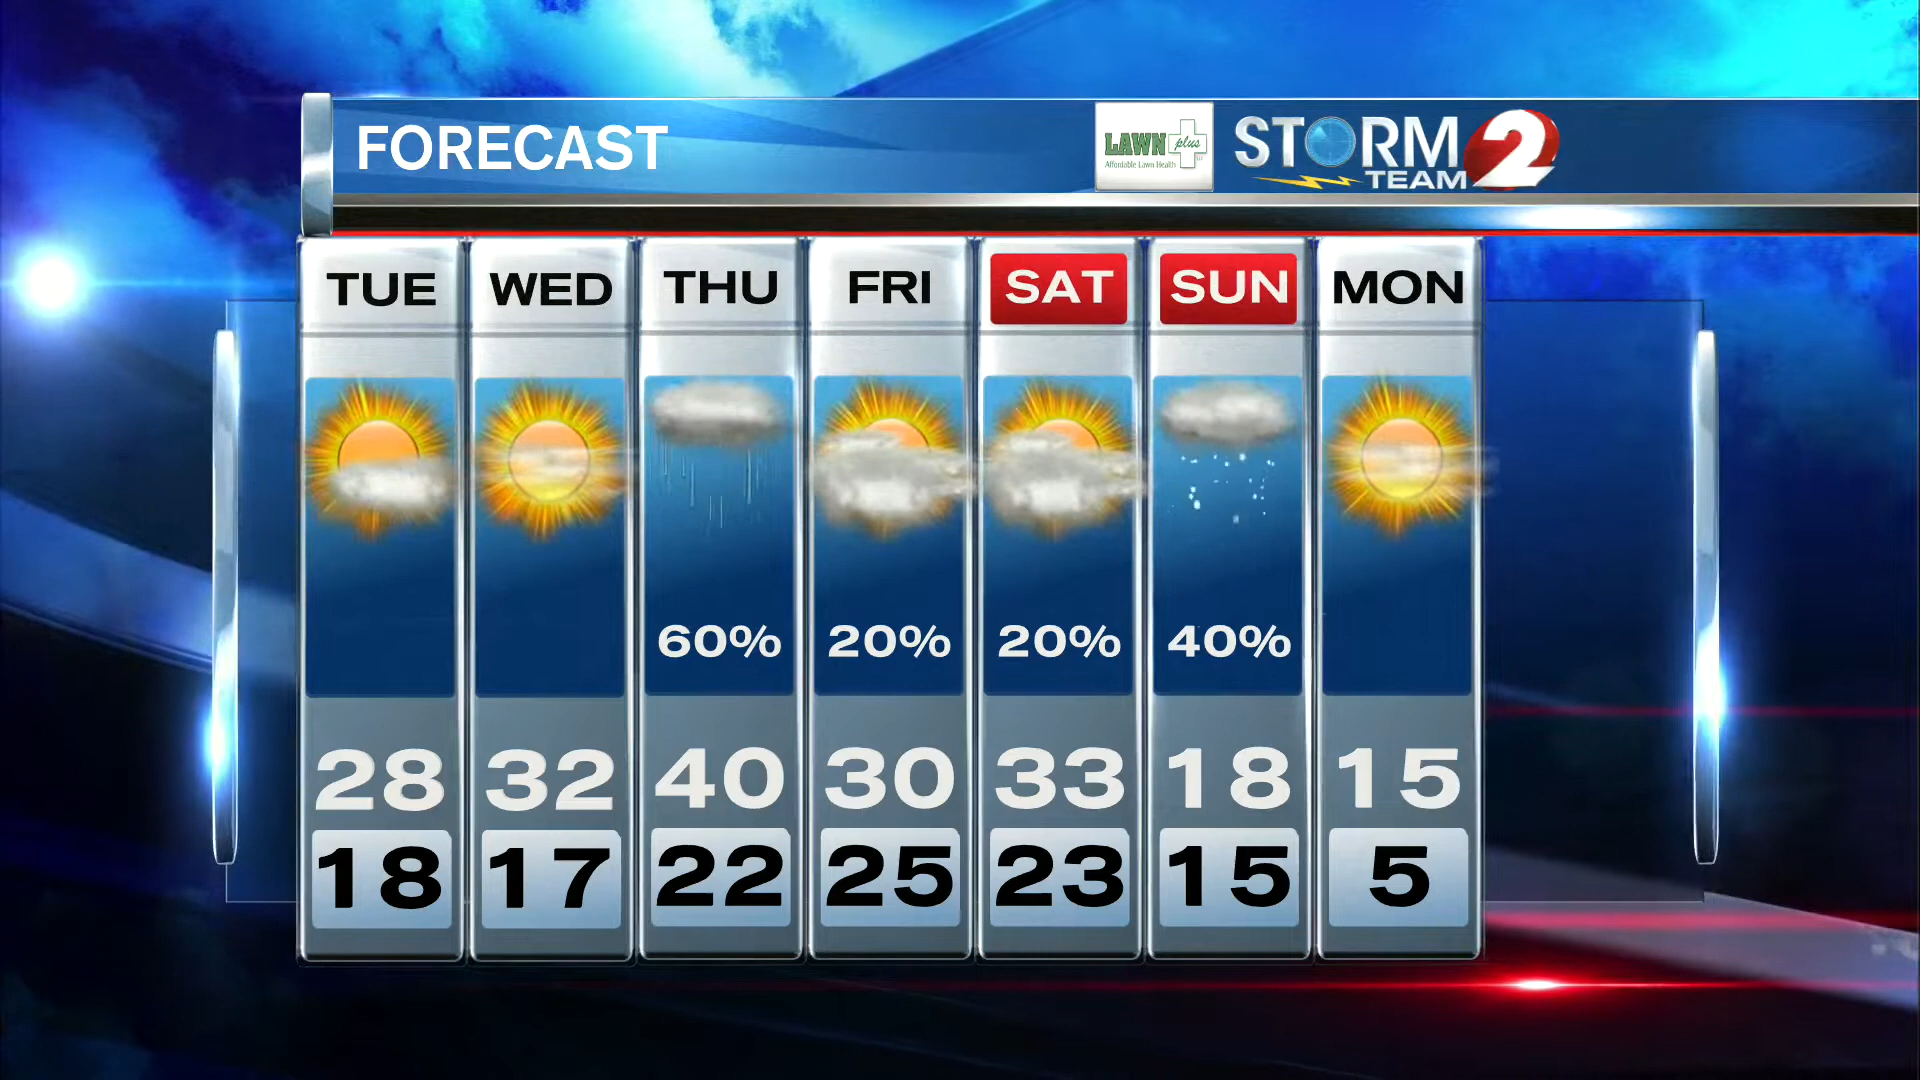 FORECAST
LAWN plus
Affordable Lawn Health
STORM
TEAM 2
TUE WED THU FRI SAT SUN MON
60% 20% 20% 40%
28 32 40 30 33 18 15
18 17 22 25 23 15 5